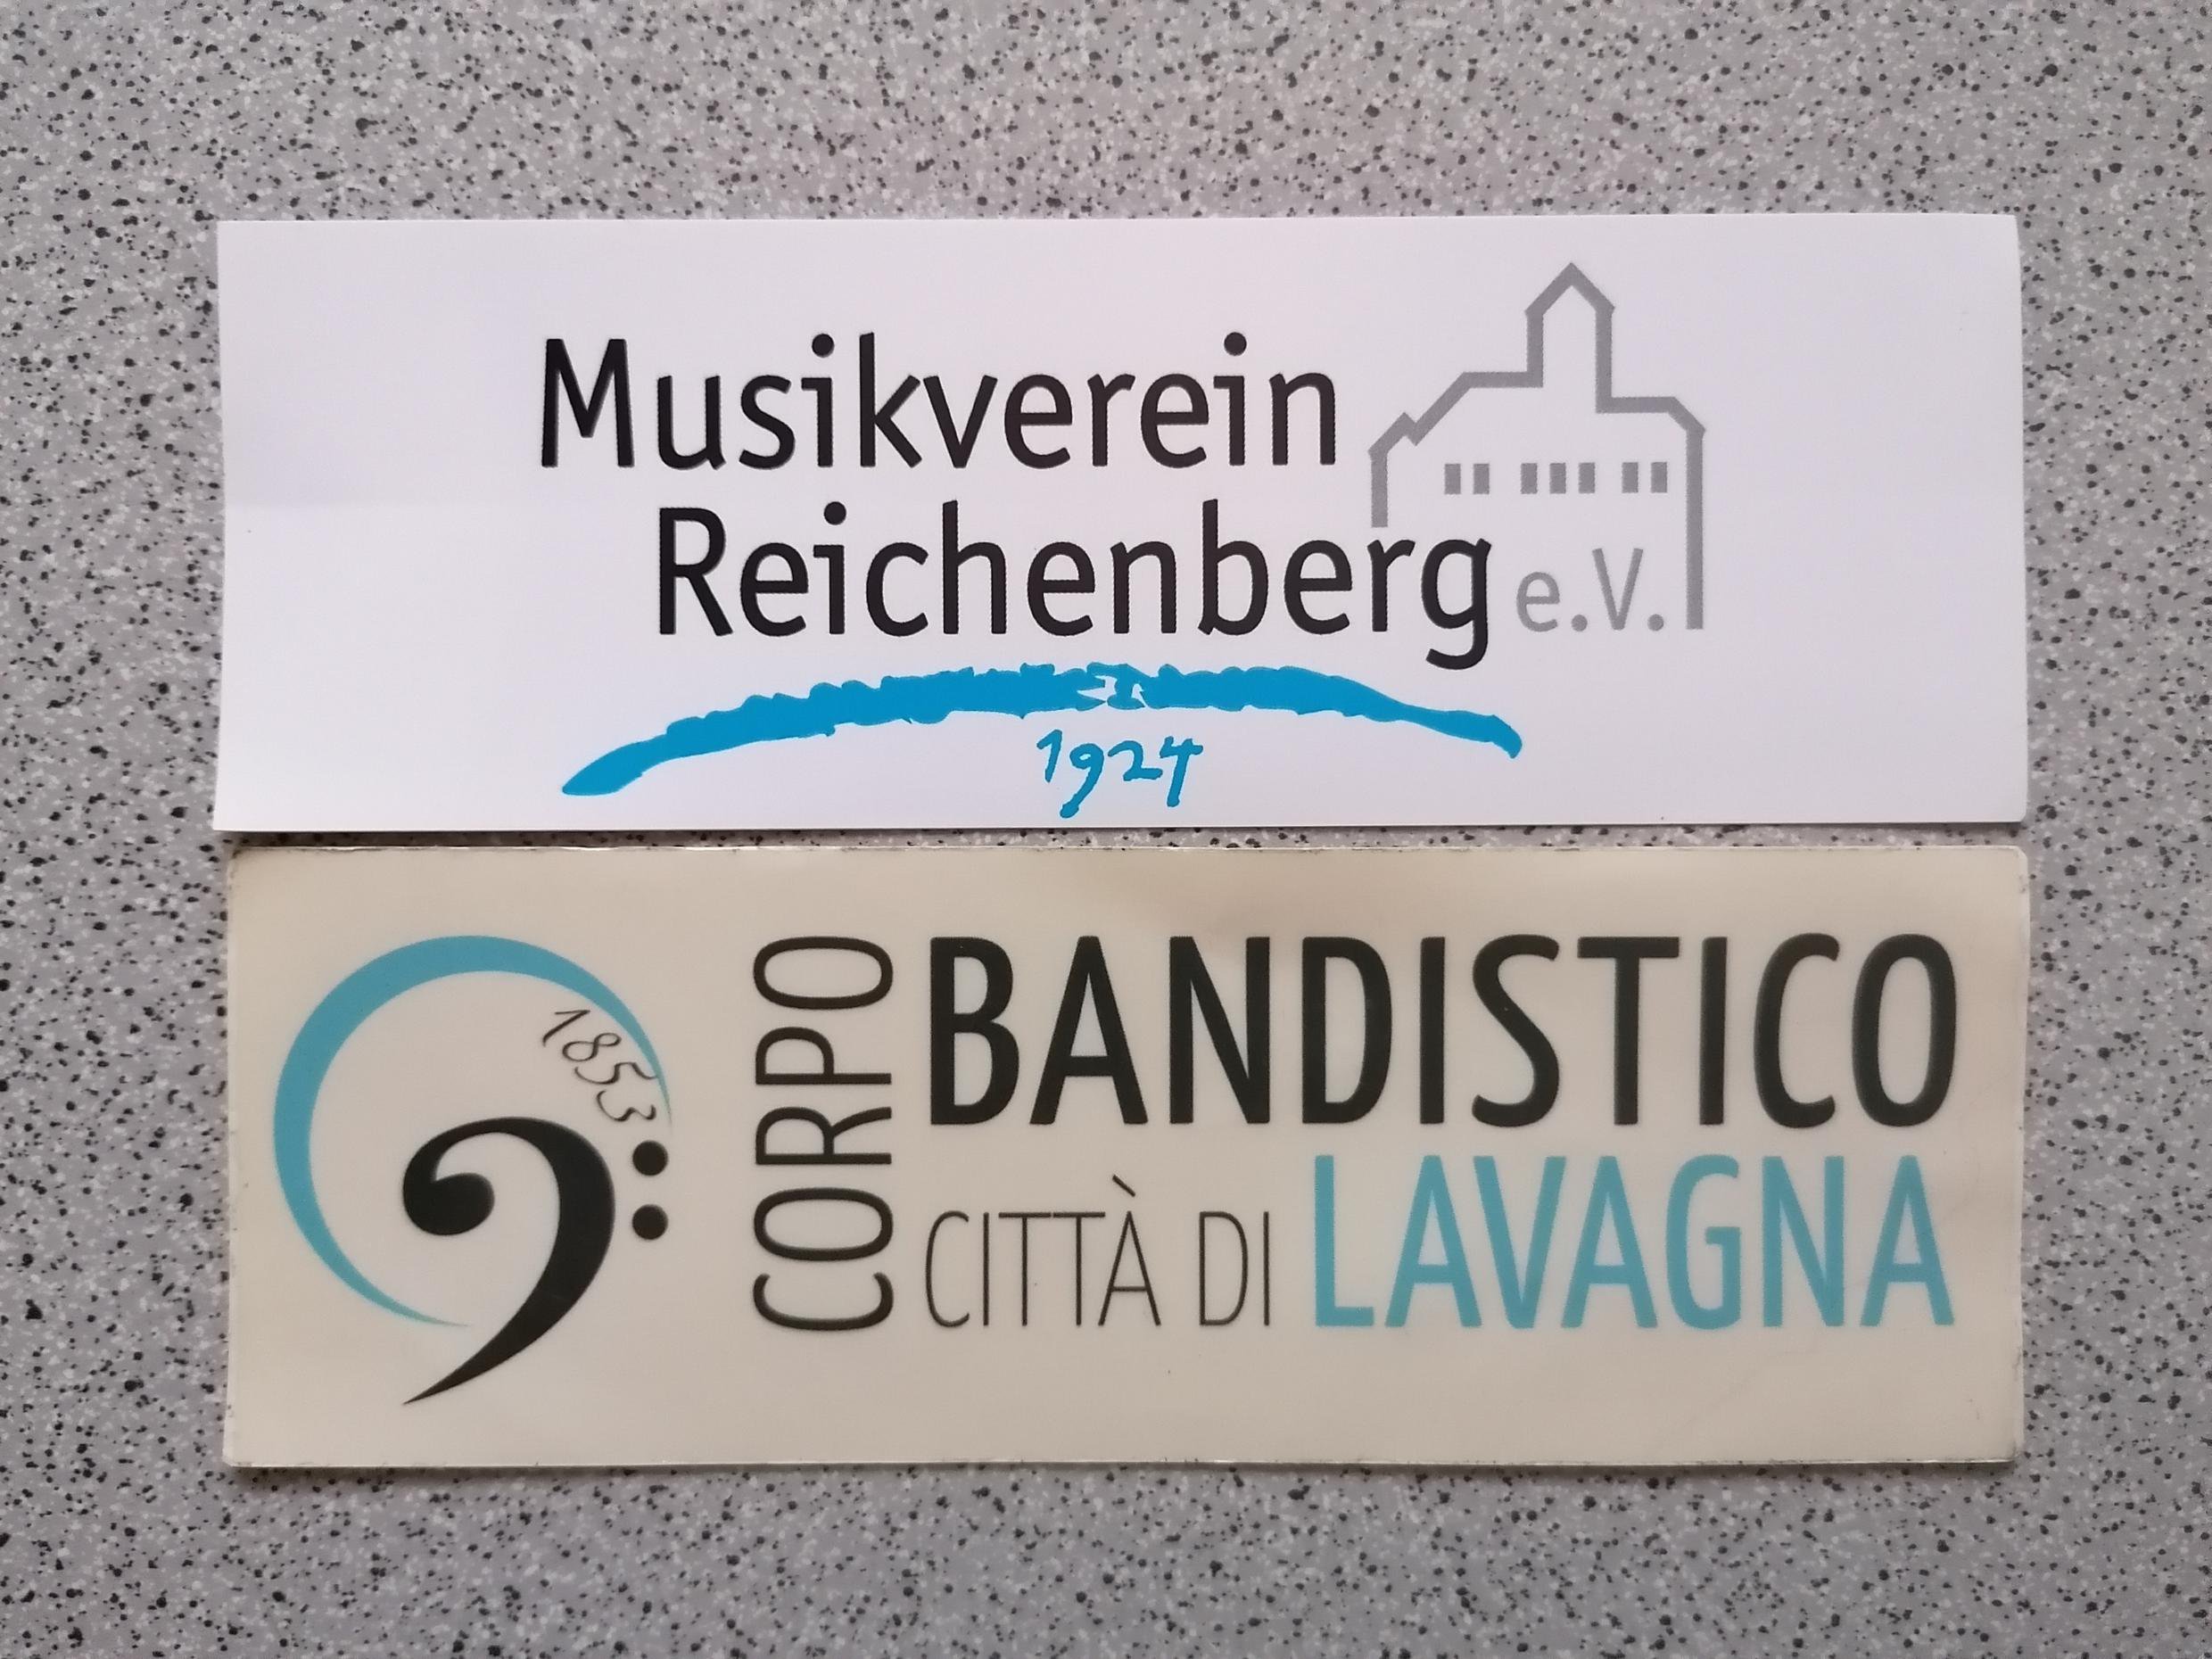 Musikverein
Reichenberg e.V.
1924
1853
CORPO
BANDISTICO
CITTÀ DI LAVAGNA